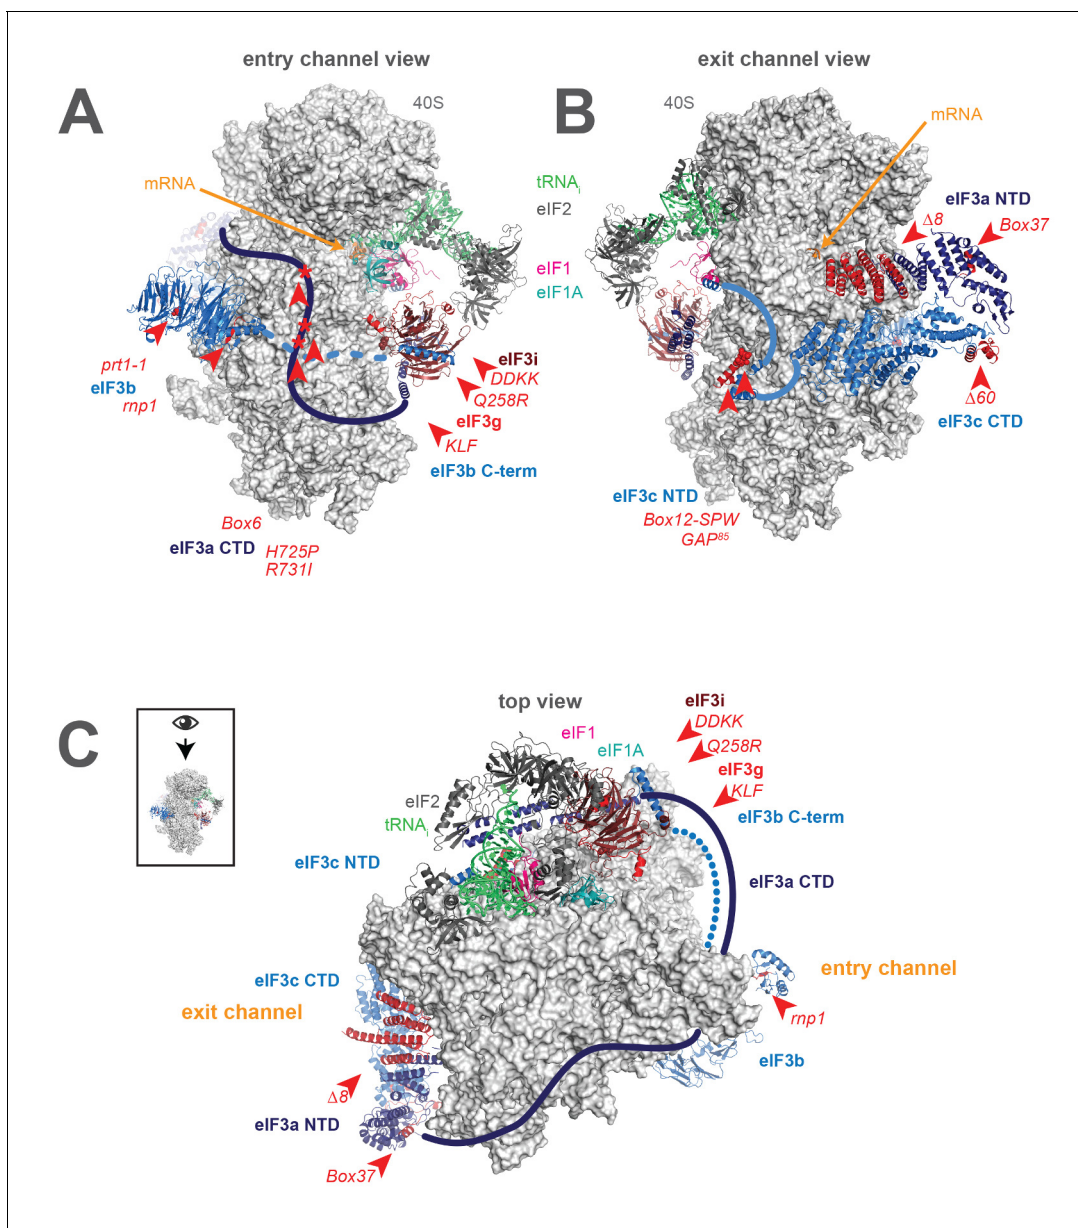 entry channel view
A
40S
mRNA
prt1-1
eIF3b
rnp1
eIF3i
DDKK
Q258R
eIF3g
KLF
eIF3b C-term
Box6
eIF3a CTD
H725P
R731I
exit channel view
B
40S
mRNA
tRNAi
eIF2
eIF1
eIF1A
eIF3a NTD
Δ8
Box37
Δ60
eIF3c CTD
eIF3c NTD
Box12-SPW
GAP85
C
top view
eIF3i
DDKK
eIF1
eIF1A
Q258R
eIF3g
KLF
eIF3b C-term
eIF2
tRNAi
eIF3c NTD
eIF3a CTD
eIF3c CTD
exit channel
entry channel
rnp1
eIF3b
Δ8
eIF3a NTD
Box37